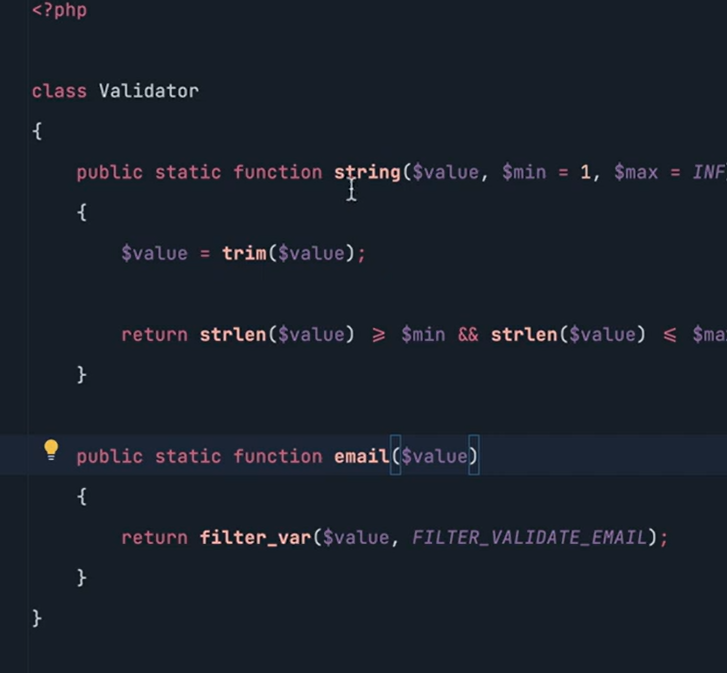 <?php
class Validator
{
public static function string($value, $min = 1, $max = INF
{
$value = trim($value);
return strlen($value) ≥ $min && strlen($value) ≤
}
public static function email($value)
{
return filter_var($value, FILTER_VALIDATE_EMAIL);
}
}